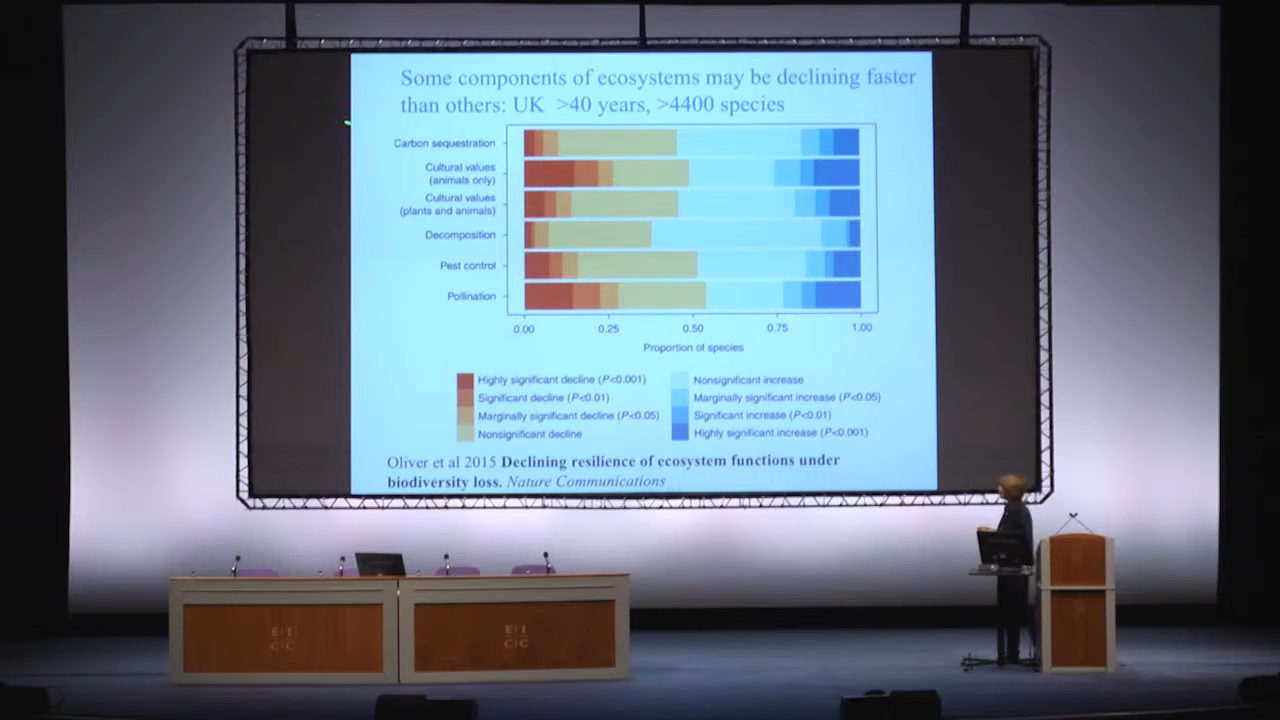 Some components of ecosystems may be declining faster
than others: UK >40 years, >4400 species
Carbon sequestration
Cultural values
(animals only)
Cultural values
(plants and animals)
Decomposition
Pest control
Pollination
0.00 0.25 0.50 0.75 1.00
Proportion of species
Highly significant decline (P<0.001)
Significant decline (P<0.01)
Marginally significant decline (P<0.05)
Nonsignificant decline
Nonsignificant increase
Marginally significant increase (P<0.05)
Significant increase (P<0.01)
Highly significant increase (P<0.001)
Oliver et al 2015 Declining resilience of ecosystem functions under
biodiversity loss. Nature Communications
EI
CC
EI
CC